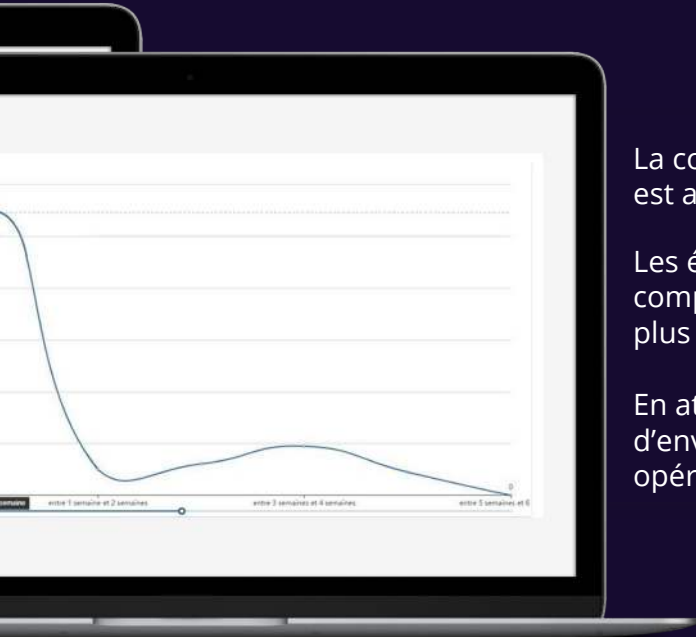 semaine
entre 1 semaine et 2 semaines
entre 3 semaines et 4 semaines
entre 5 semaines et 6
0
La co
est a
Les é
comp
plus
En at
d’env
opér